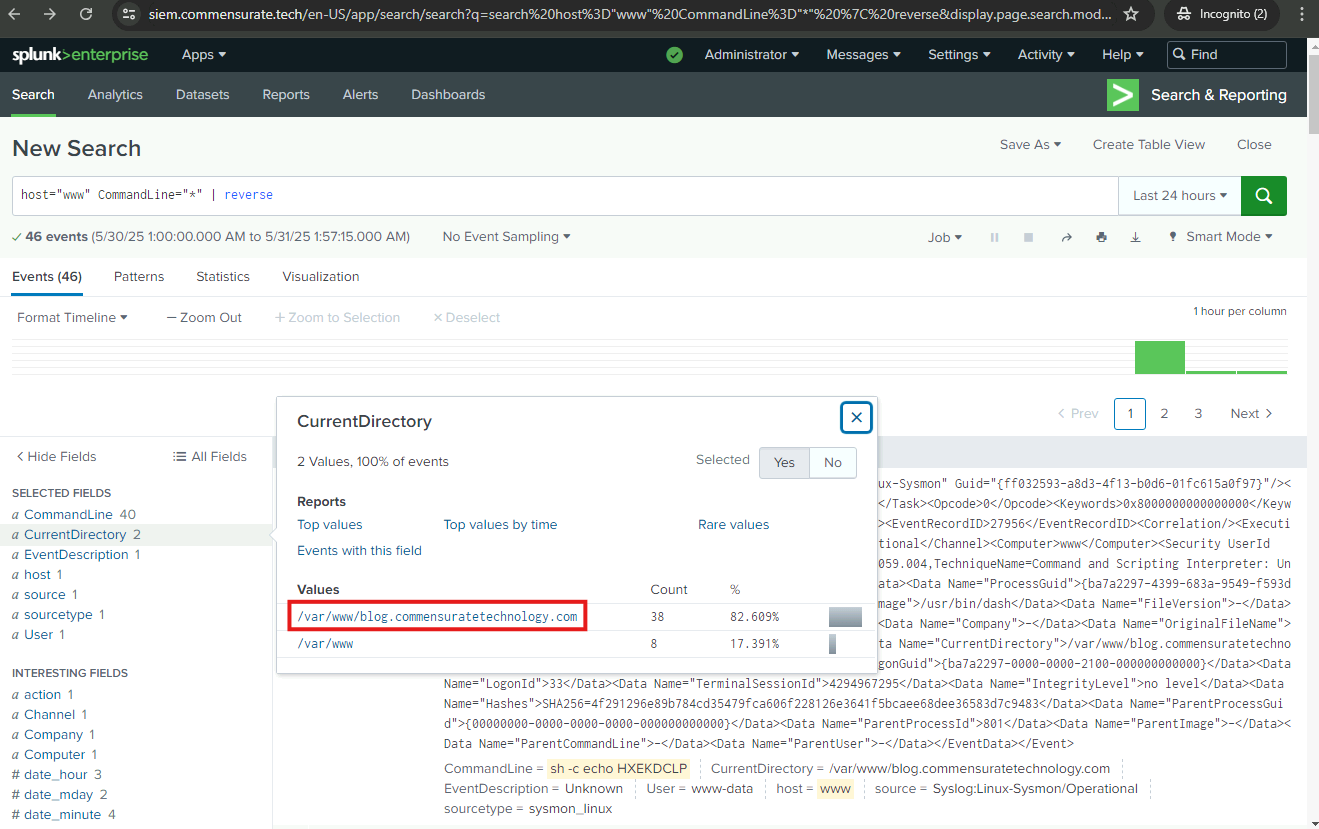 siem.commensurate.tech/en-US/app/search/search?q=search%20host%3D"www"%20CommandLine%3D"*"%20%7C%20reverse&display.page.search.mod... Incognito (2)
splunk>enterprise Apps Administrator Messages Settings Activity Help Find
Search Analytics Datasets Reports Alerts Dashboards Search & Reporting
New Search Save As Create Table View Close
host="www" CommandLine="*" | reverse Last 24 hours
46 events (5/30/25 1:00:00.000 AM to 5/31/25 1:57:15.000 AM) No Event Sampling Job Smart Mode
Events (46) Patterns Statistics Visualization
Format Timeline — Zoom Out + Zoom to Selection × Deselect 1 hour per column
< Prev 1 2 3 Next >
< Hide Fields All Fields
SELECTED FIELDS
a CommandLine 40
a CurrentDirectory 2
a EventDescription 1
a host 1
a source 1
a sourcetype 1
a User 1
INTERESTING FIELDS
a action 1
a Channel 1
a Company 1
a Computer 1
# date_hour 3
# date_mday 2
# date_minute 4
CurrentDirectory
2 Values, 100% of events Selected Yes No
Reports
Top values Top values by time Rare values
Events with this field
Values Count %
/var/www/blog.commensuratetechnology.com 38 82.609%
/var/www 8 17.391%
ux-Sysmon" Guid="{ff032593-a8d3-4f13-b0d6-01fc615a0f97}"/><
</Task><Opcode>0</Opcode><Keywords>0x8000000000000000</Keyw
><EventRecordID>27956</EventRecordID><Correlation/><Executi
tional</Channel><Computer>www</Computer><Security UserId
059.004,TechniqueName=Command and Scripting Interpreter: Un
ata><Data Name="ProcessGuid">{ba7a2297-4399-683a-9549-f593d
mage">/usr/bin/dash</Data><Data Name="FileVersion">-</Data>
<Data Name="Company">-</Data><Data Name="OriginalFileName">
ta Name="CurrentDirectory">/var/www/blog.commensuratetechno
gonGuid">{ba7a2297-0000-0000-2100-000000000000}</Data><Data
Name="LogonId">33</Data><Data Name="TerminalSessionId">4294967295</Data><Data Name="IntegrityLevel">no level</Data><Data
Name="Hashes">SHA256=4f291296e89b784cd35479fca606f228126e3641f5bcaee68dee36583d7c9483</Data><Data Name="ParentProcessGui
d">{00000000-0000-0000-0000-000000000000}</Data><Data Name="ParentProcessId">801</Data><Data Name="ParentImage">-</Data><
Data Name="ParentCommandLine">-</Data><Data Name="ParentUser">-</Data></EventData></Event>
CommandLine = sh -c echo HXEKDCLP CurrentDirectory = /var/www/blog.commensuratetechnology.com
EventDescription = Unknown User = www-data host = www source = Syslog:Linux-Sysmon/Operational
sourcetype = sysmon_linux